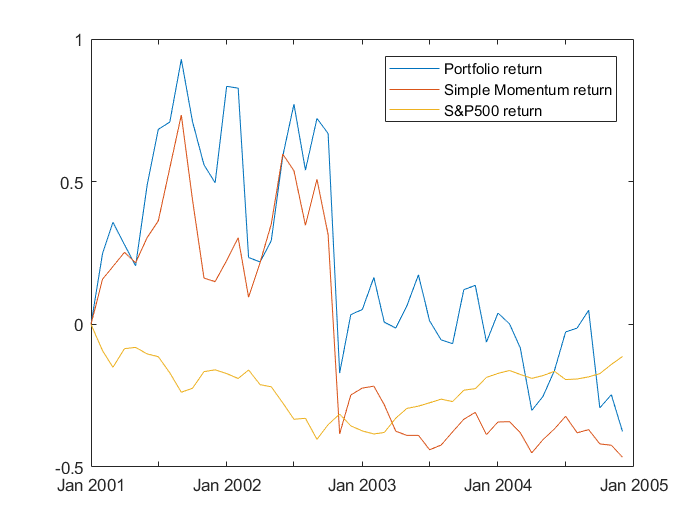 1
0.5
0
-0.5
Jan 2001
Jan 2002
Jan 2003
Jan 2004
Jan 2005
Portfolio return
Simple Momentum return
S&P500 return